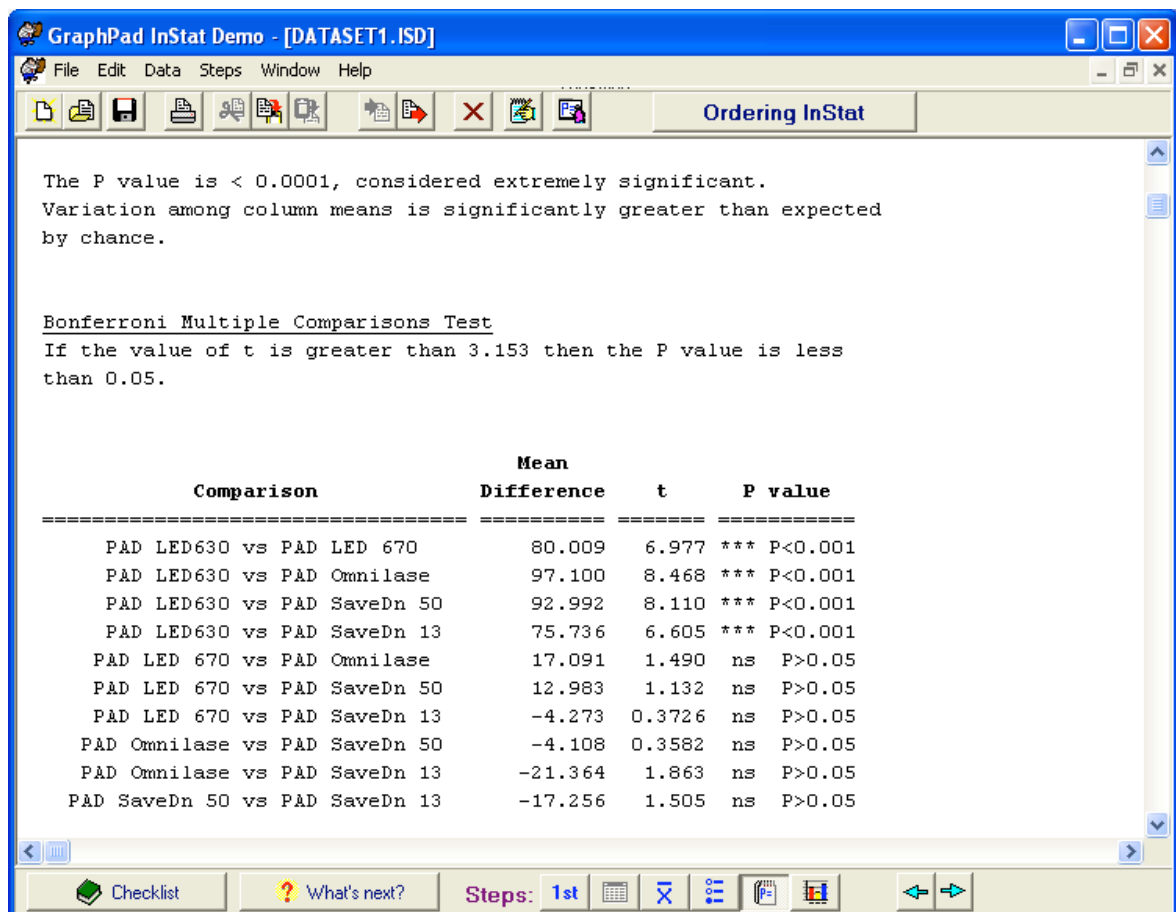 GraphPad InStat Demo - [DATASET1.ISD]
File Edit Data Steps Window Help
Ordering InStat
The P value is < 0.0001, considered extremely significant.
Variation among column means is significantly greater than expected
by chance.
Bonferroni Multiple Comparisons Test
If the value of t is greater than 3.153 then the P value is less
than 0.05.
Mean
Comparison Difference t P value
================================== ========== ======= ===========
PAD LED630 vs PAD LED 670 80.009 6.977 *** P<0.001
PAD LED630 vs PAD Omnilase 97.100 8.468 *** P<0.001
PAD LED630 vs PAD SaveDn 50 92.992 8.110 *** P<0.001
PAD LED630 vs PAD SaveDn 13 75.736 6.605 *** P<0.001
PAD LED 670 vs PAD Omnilase 17.091 1.490 ns P>0.05
PAD LED 670 vs PAD SaveDn 50 12.983 1.132 ns P>0.05
PAD LED 670 vs PAD SaveDn 13 -4.273 0.3726 ns P>0.05
PAD Omnilase vs PAD SaveDn 50 -4.108 0.3582 ns P>0.05
PAD Omnilase vs PAD SaveDn 13 -21.364 1.863 ns P>0.05
PAD SaveDn 50 vs PAD SaveDn 13 -17.256 1.505 ns P>0.05
Checklist ? What's next? Steps: 1st x̄ P=